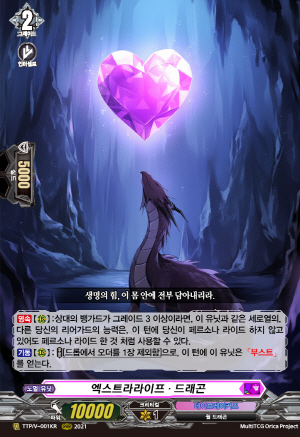 2
그레이드
인터셉트
5000
실드
생명의 힘, 이 몸 안에 전부 담아내리라.
영속 【R】:상대의 뱅가드가 그레이드 3 이상이라면, 이 유닛과 같은 세로열의,
다른 당신의 리어가드의 능력은, 이 턴에 당신이 페르소나 라이드 하지 않고
있어도 페르소나 라이드 한 것 처럼 사용할 수 있다.
기동 【R】:[드롭에서 오더를 1장 제외함]으로, 이 턴에 이 유닛은 「부스트」
를 얻는다.
노멀 유닛
엑스트라라이프・드래곤
파워
10000
크리티컬
1
TTP/V-001KR
2021
MultiTCG Orica Project